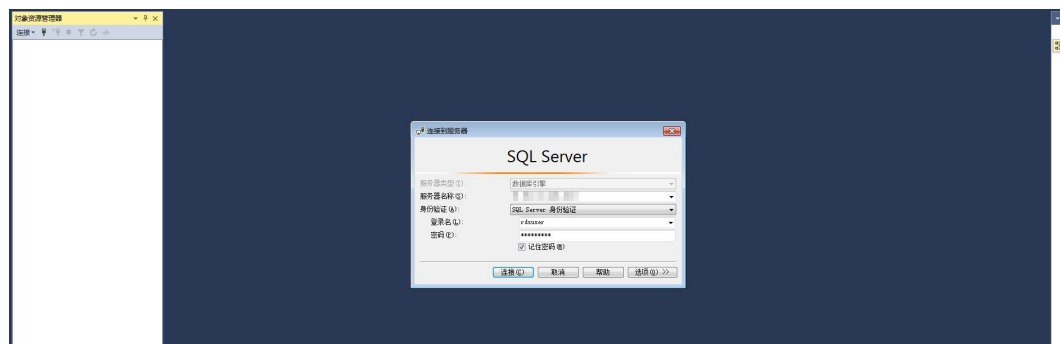 对象资源管理器
连接
连接到服务器
SQL Server
服务器类型(T):
数据库引擎
服务器名称(S):
身份验证(A):
SQL Server 身份验证
登录名(L):
rdsuser
密码(P):
*********
记住密码(M)
连接(C)
取消
帮助
选项(O) >>